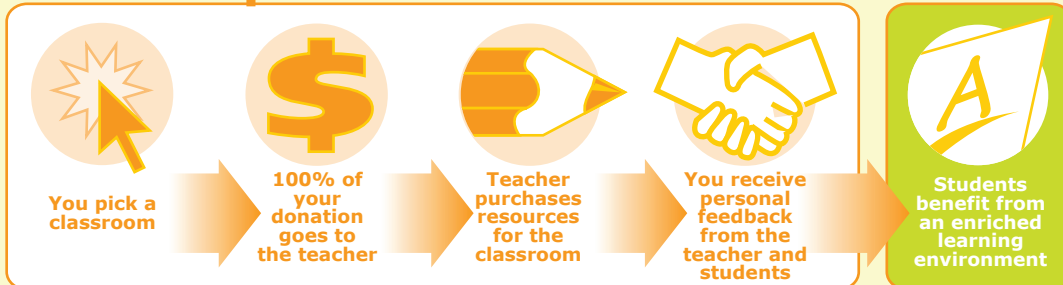 You pick a
classroom
100% of
your
donation
goes to
the teacher
Teacher
purchases
resources
for the
classroom
You receive
personal
feedback
from the
teacher and
students
Students
benefit from
an enriched
learning
environment